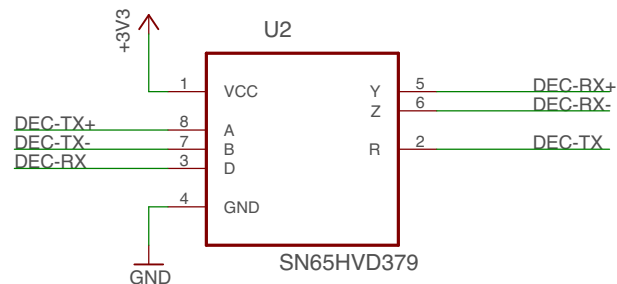 +3V3
U2
1 VCC Y 5 DEC-RX+
Z 6 DEC-RX-
DEC-TX+ 8 A
DEC-TX- 7 B R 2 DEC-TX
DEC-RX 3 D
4 GND
GND
SN65HVD379